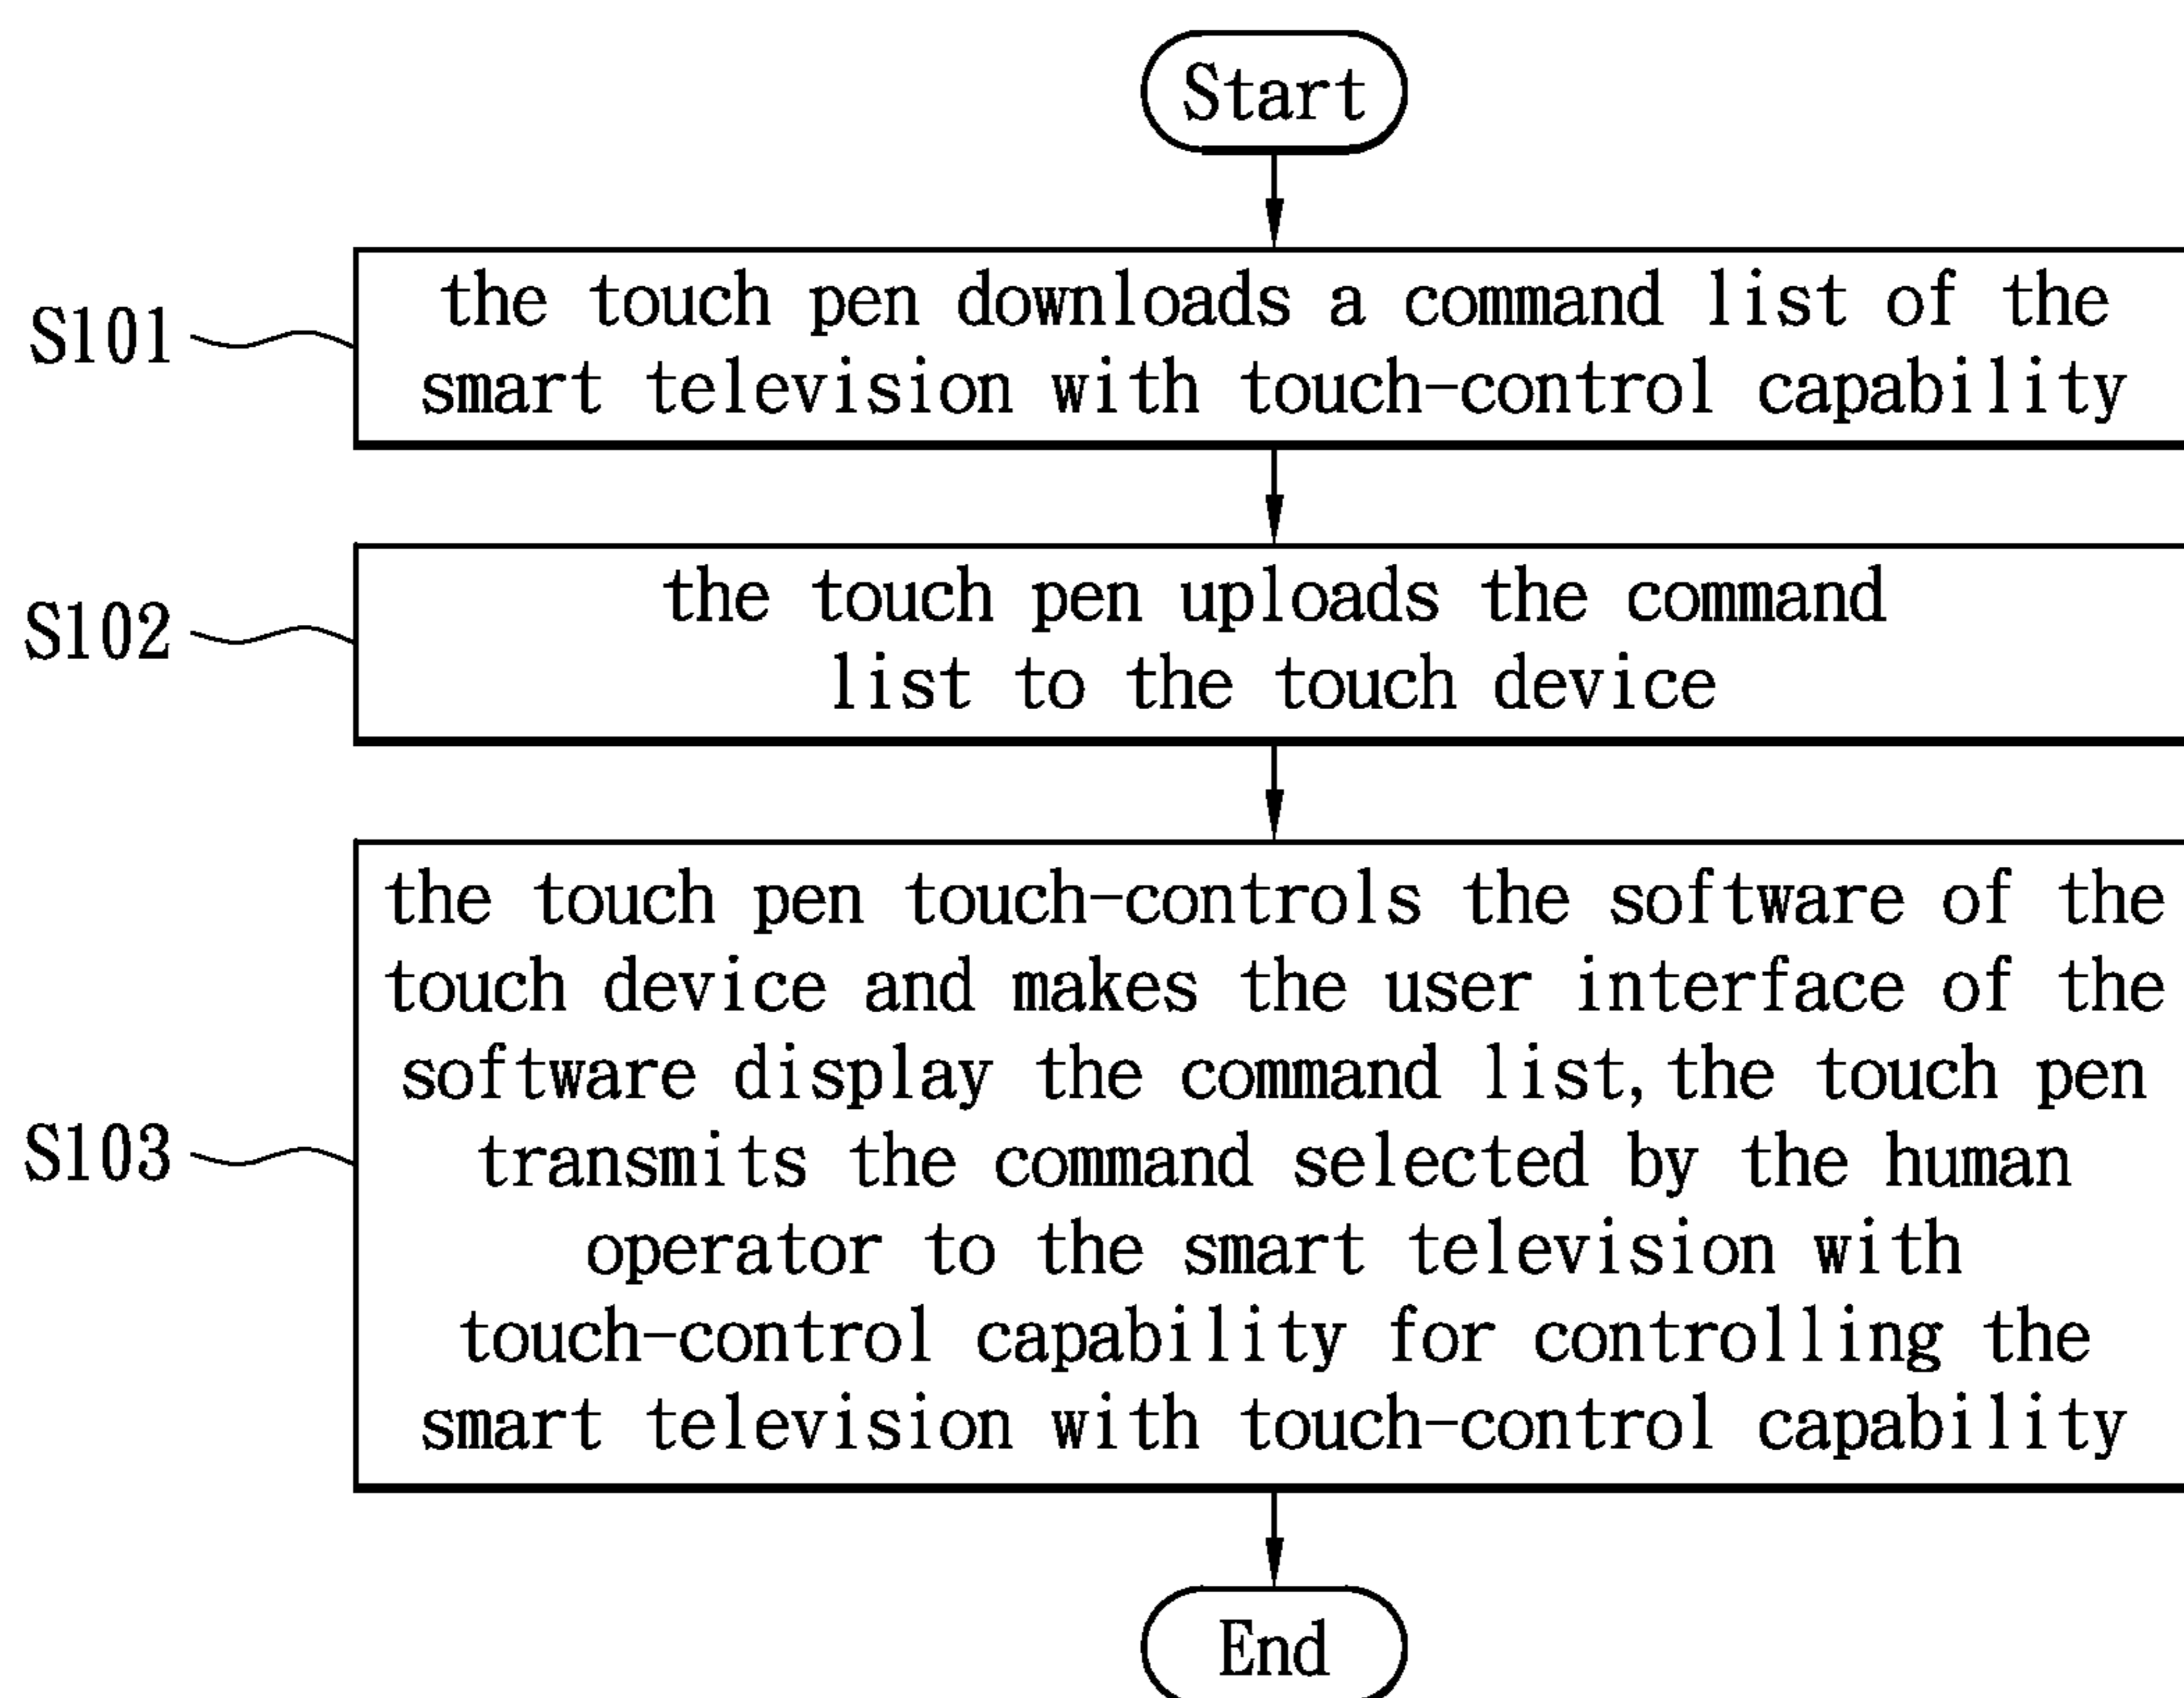 Start
S101
the touch pen downloads a command list of the
smart television with touch-control capability
S102
the touch pen uploads the command
list to the touch device
S103
the touch pen touch-controls the software of the
touch device and makes the user interface of the
software display the command list, the touch pen
transmits the command selected by the human
operator to the smart television with
touch-control capability for controlling the
smart television with touch-control capability
End